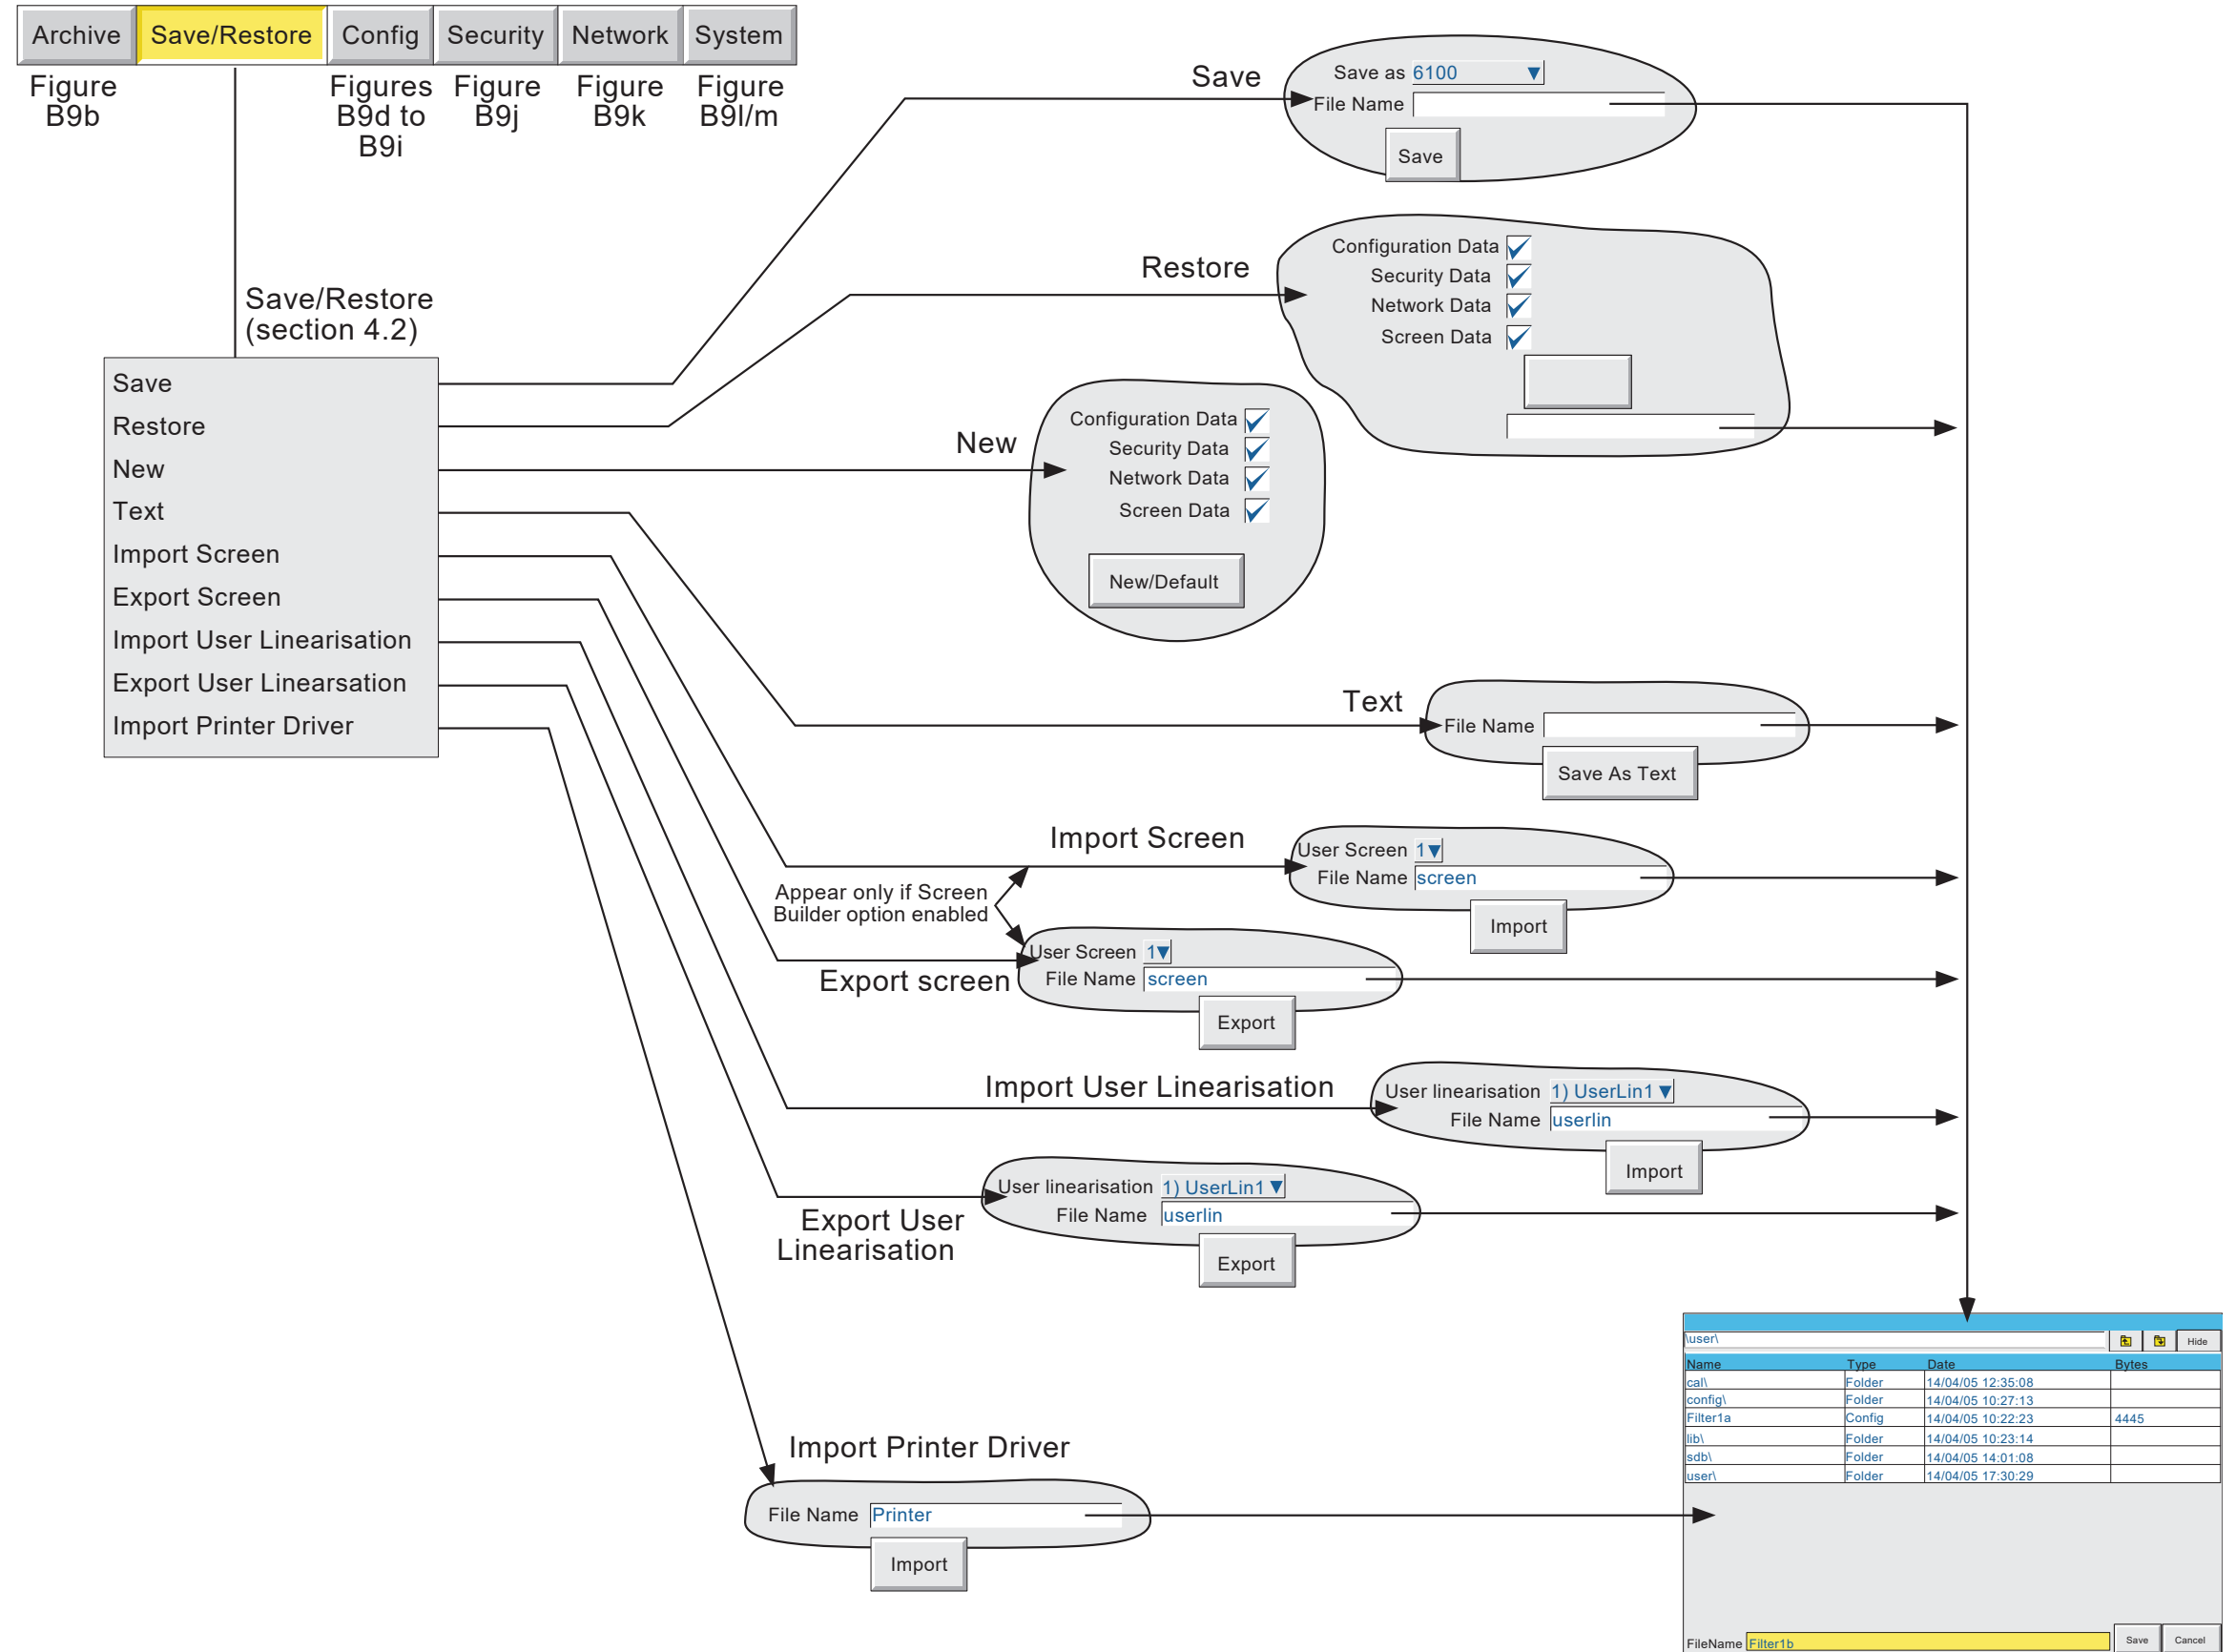 Archive
Save/Restore
Config
Security
Network
System
Figure
B9b
Figures
B9d to
B9i
Figure
B9j
Figure
B9k
Figure
B9l/m
Save/Restore
(section 4.2)
Save
Restore
New
Text
Import Screen
Export Screen
Import User Linearisation
Export User Linearsation
Import Printer Driver
Save
Save as 6100
File Name
Save
Restore
Configuration Data
Security Data
Network Data
Screen Data
New
Configuration Data
Security Data
Network Data
Screen Data
New/Default
Text
File Name
Save As Text
Import Screen
User Screen 1
File Name screen
Import
Appear only if Screen
Builder option enabled
Export screen
User Screen 1
File Name screen
Export
Import User Linearisation
User linearisation 1) UserLin1
File Name userlin
Import
Export User
Linearisation
User linearisation 1) UserLin1
File Name userlin
Export
Import Printer Driver
File Name Printer
Import
\user\ Hide
Name Type Date Bytes
cal\ Folder 14/04/05 12:35:08
config\ Folder 14/04/05 10:27:13
Filter1a Config 14/04/05 10:22:23 4445
lib\ Folder 14/04/05 10:23:14
sdb\ Folder 14/04/05 14:01:08
user\ Folder 14/04/05 17:30:29
FileName Filter1b Save Cancel